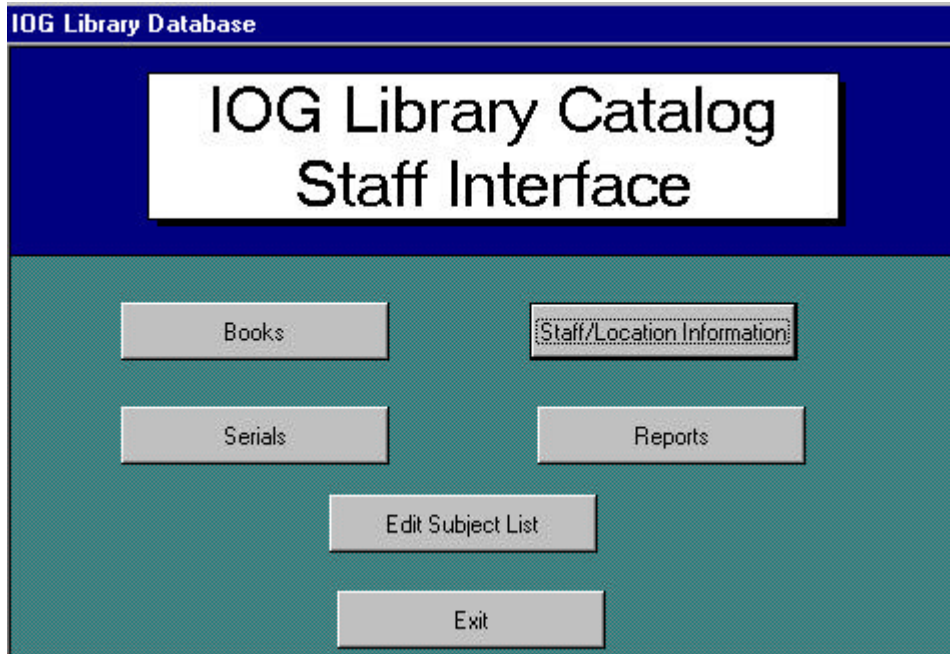 IOG Library Database
IOG Library Catalog
Staff Interface
Books
Staff/Location Information
Serials
Reports
Edit Subject List
Exit